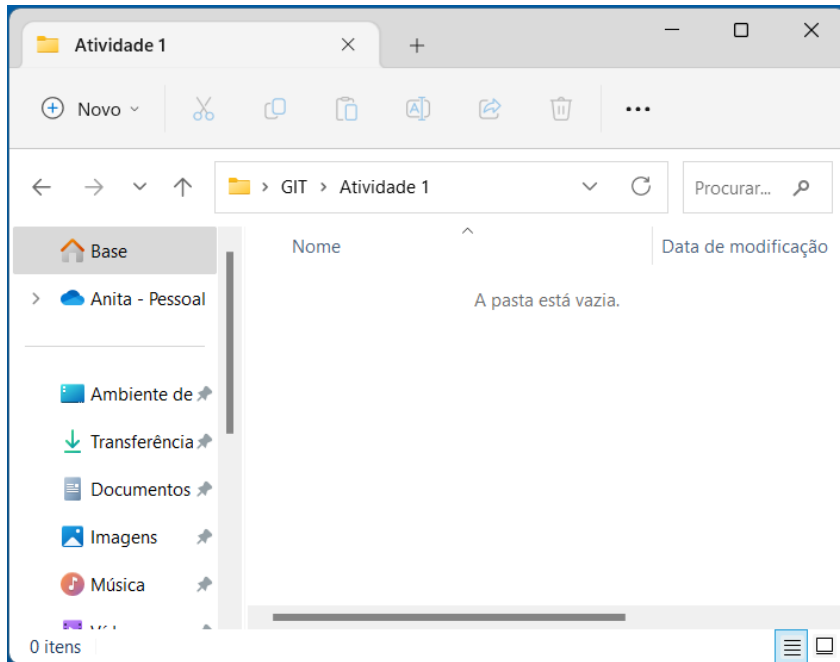 Atividade 1
Novo
GIT > Atividade 1
Procurar...
Nome Data de modificação
A pasta está vazia.
Base
Anita - Pessoal
Ambiente de
Transferência
Documentos
Imagens
Música
0 itens